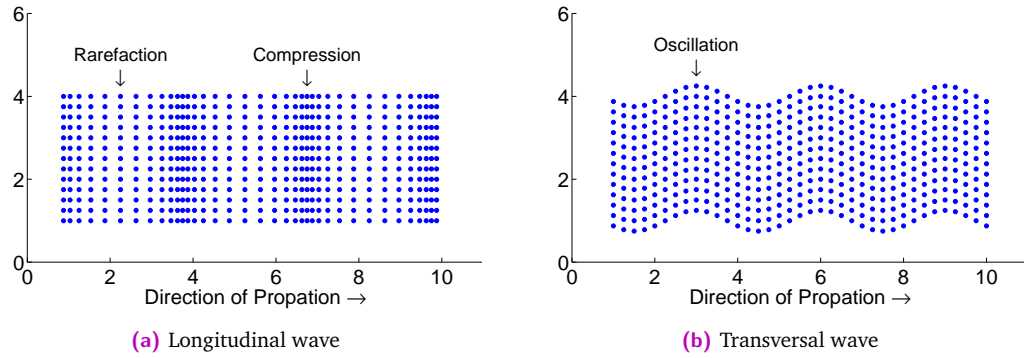 6
Rarefaction
Compression
4
2
0
0 2 4 6 8 10
Direction of Propation →
(a) Longitudinal wave
6
Oscillation
4
2
0
0 2 4 6 8 10
Direction of Propation →
(b) Transversal wave